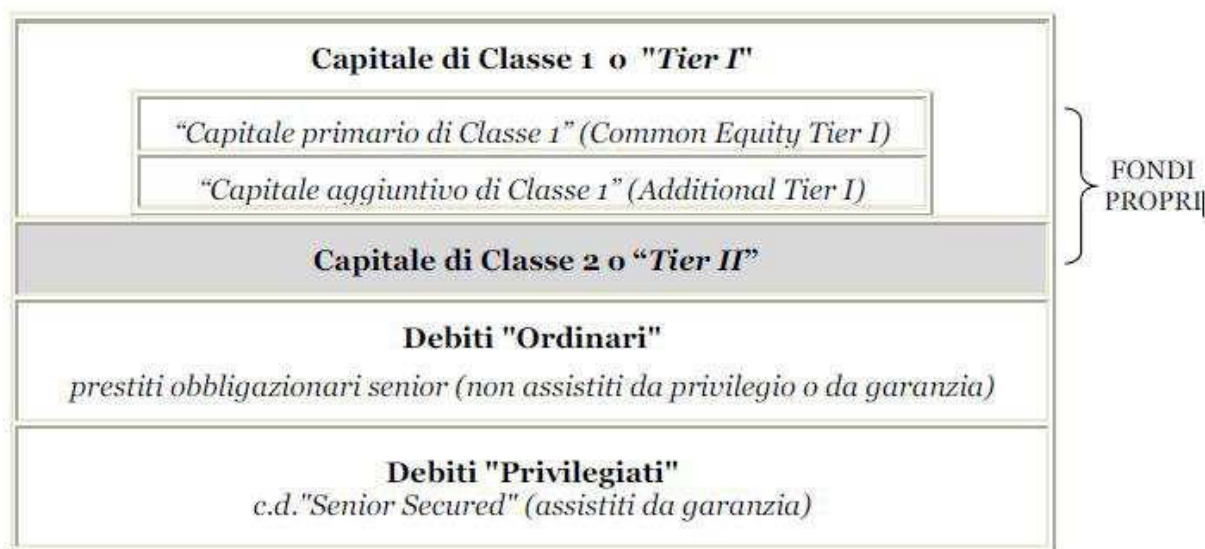 Capitale di Classe 1 o "Tier I"
“Capitale primario di Classe 1” (Common Equity Tier I)
“Capitale aggiuntivo di Classe 1” (Additional Tier I)
FONDI
PROPRI
Capitale di Classe 2 o “Tier II”
Debiti "Ordinari"
prestiti obbligazionari senior (non assistiti da privilegio o da garanzia)
Debiti "Privilegiati"
c.d."Senior Secured" (assistiti da garanzia)